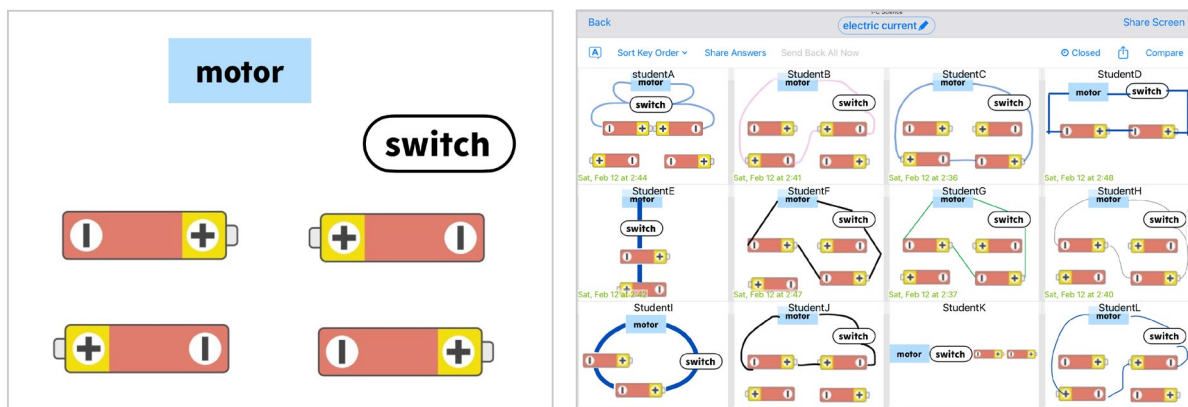 motor
switch
Back
electric current
Share Screen
A
Sort Key Order
Share Answers
Send Back All Now
Closed
Compare
studentA
motor
switch
Sat, Feb 12 at 2:44
StudentB
motor
switch
Sat, Feb 12 at 2:41
StudentC
motor
switch
Sat, Feb 12 at 2:36
StudentD
motor
switch
Sat, Feb 12 at 2:48
StudentE
motor
switch
Sat, Feb 12
StudentF
motor
switch
Sat, Feb 12 at 2:47
StudentG
motor
switch
Sat, Feb 12 at 2:37
StudentH
motor
switch
Sat, Feb 12 at 2:40
StudentI
motor
switch
StudentJ
motor
switch
StudentK
motor
switch
StudentL
motor
switch